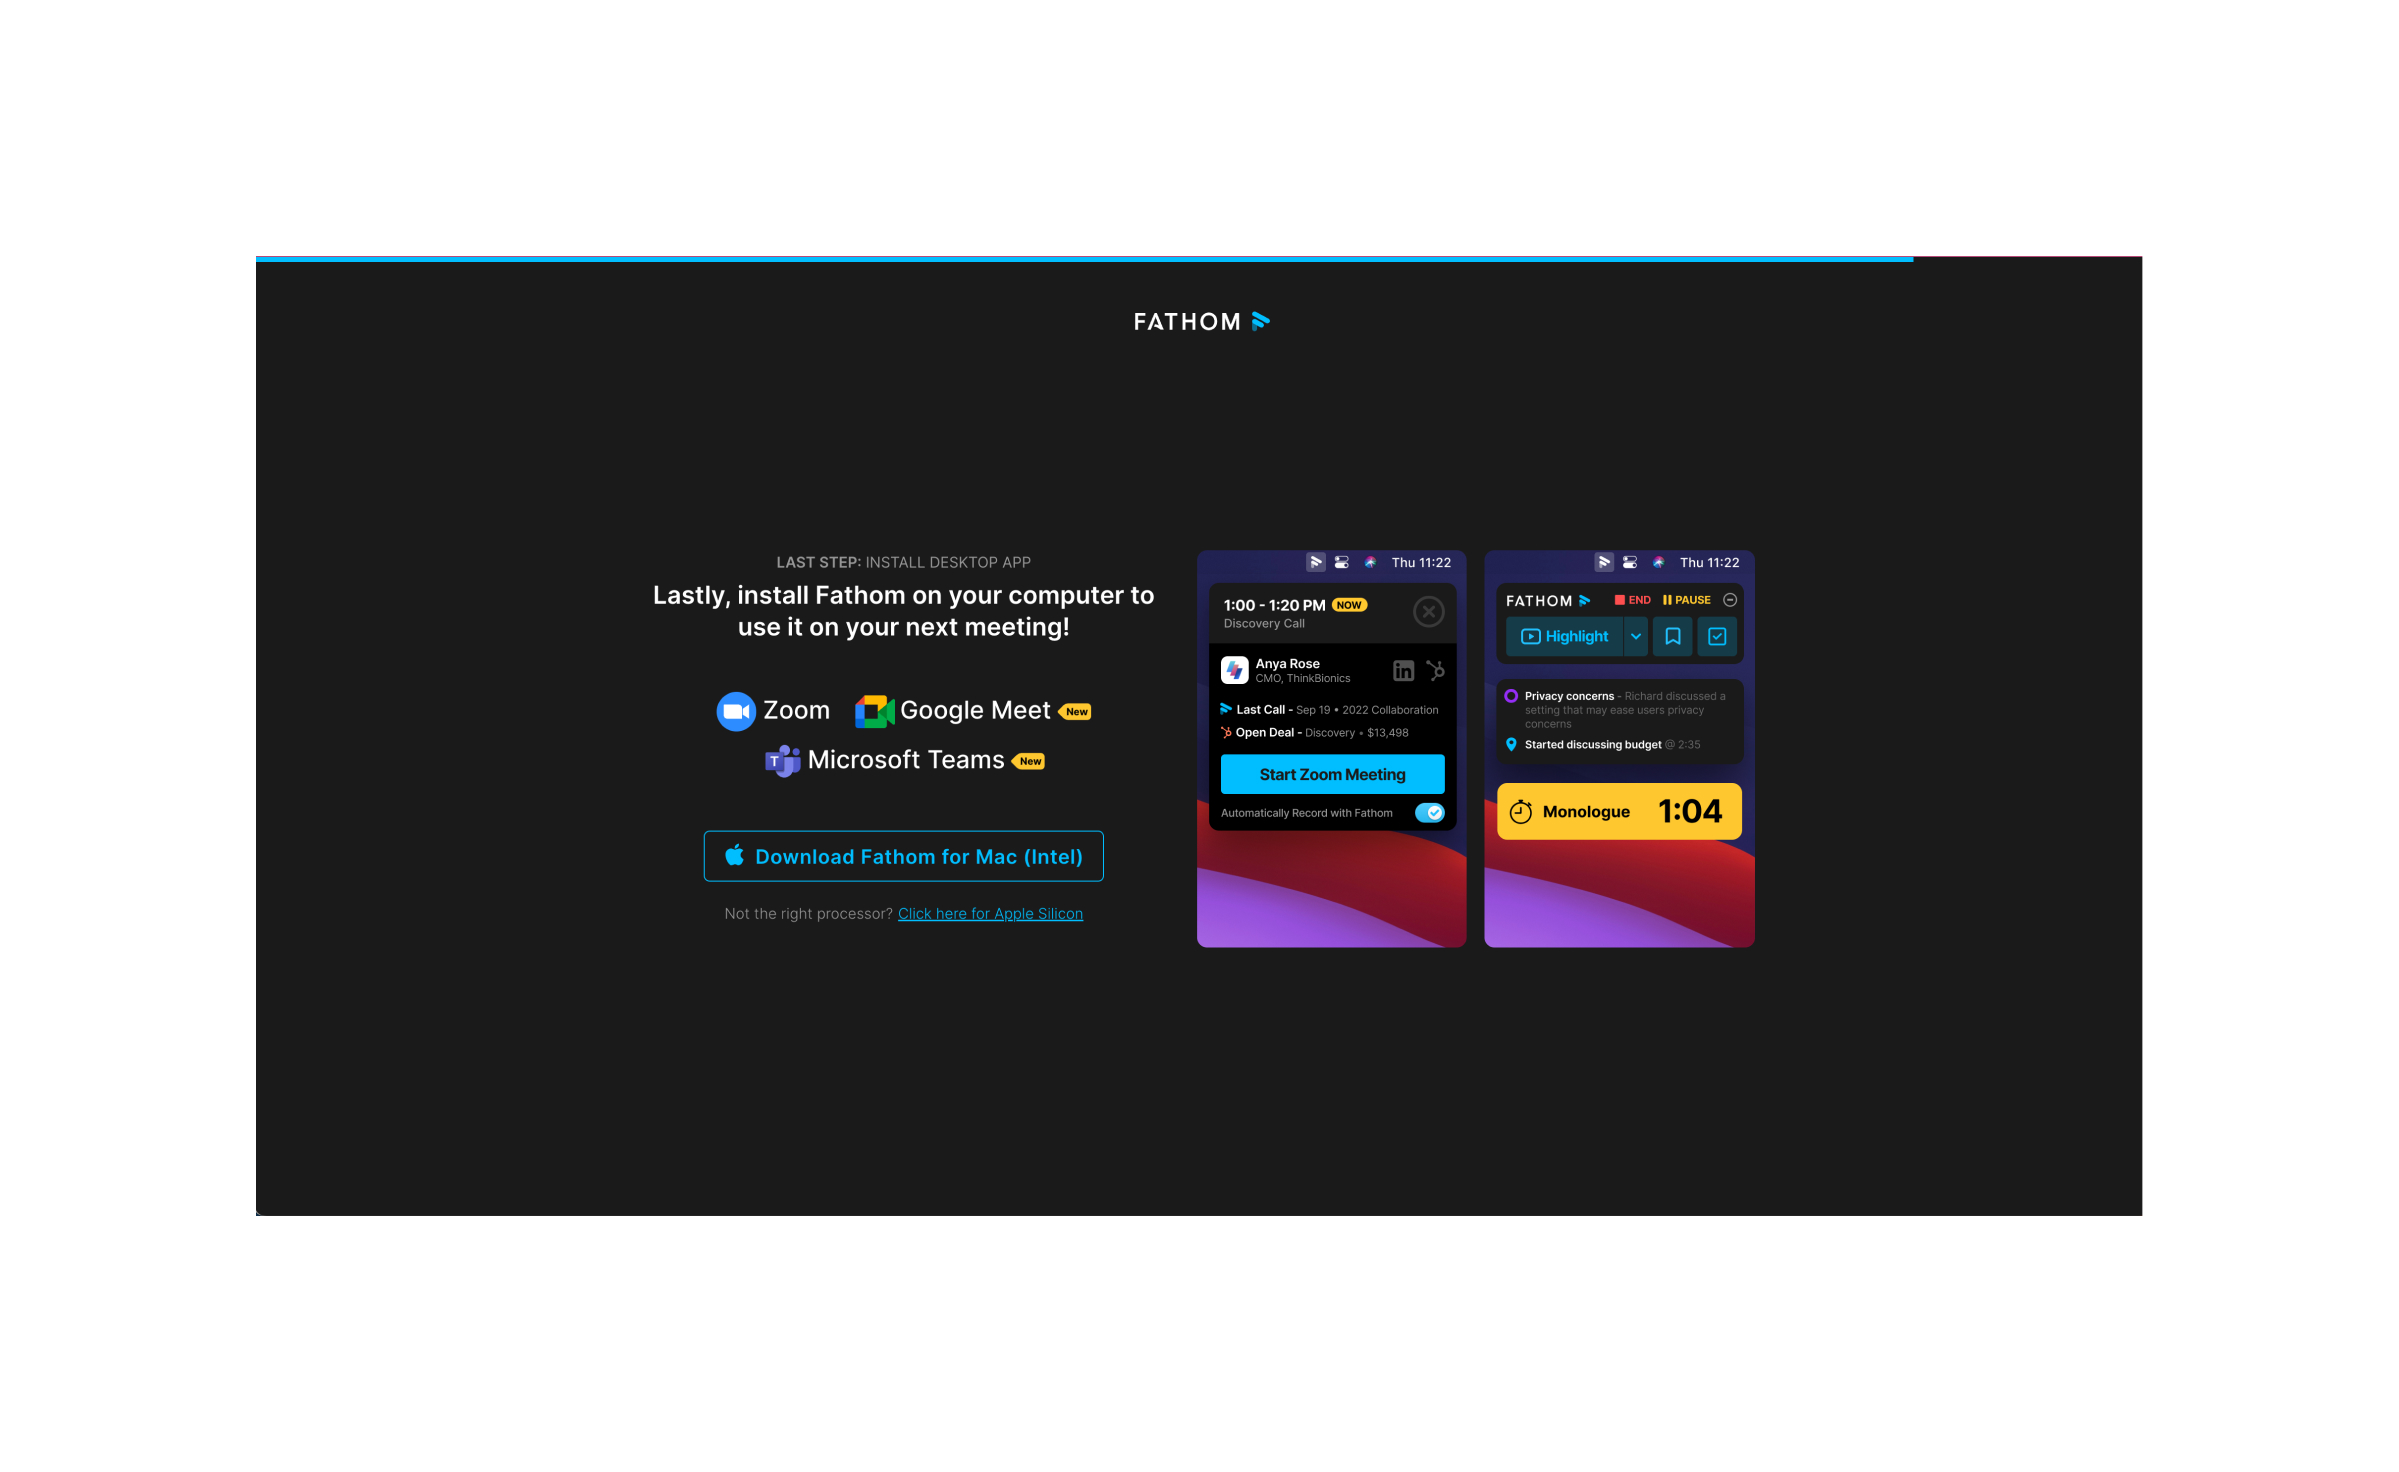 FATHOM
LAST STEP: INSTALL DESKTOP APP
Lastly, install Fathom on your computer to
use it on your next meeting!
Zoom
Google Meet New
Microsoft Teams New
Download Fathom for Mac (Intel)
Not the right processor? Click here for Apple Silicon
Thu 11:22
1:00 - 1:20 PM NOW
Discovery Call
Anya Rose
CMO, ThinkBionics
Last Call - Sep 19 • 2022 Collaboration
Open Deal - Discovery • $13,498
Start Zoom Meeting
Automatically Record with Fathom
Thu 11:22
FATHOM END PAUSE
Highlight
Privacy concerns - Richard discussed a
setting that may ease users privacy
concerns
Started discussing budget @ 2:35
Monologue 1:04